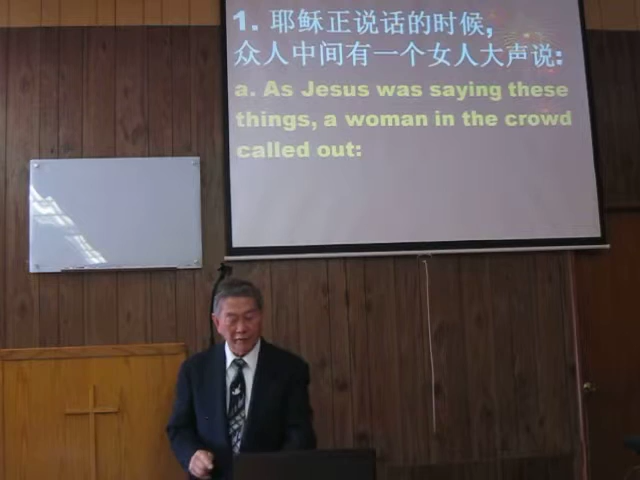 1. 耶稣正说话的时候,
众人中间有一个女人大声说:
a. As Jesus was saying these
things, a woman in the crowd
called out: